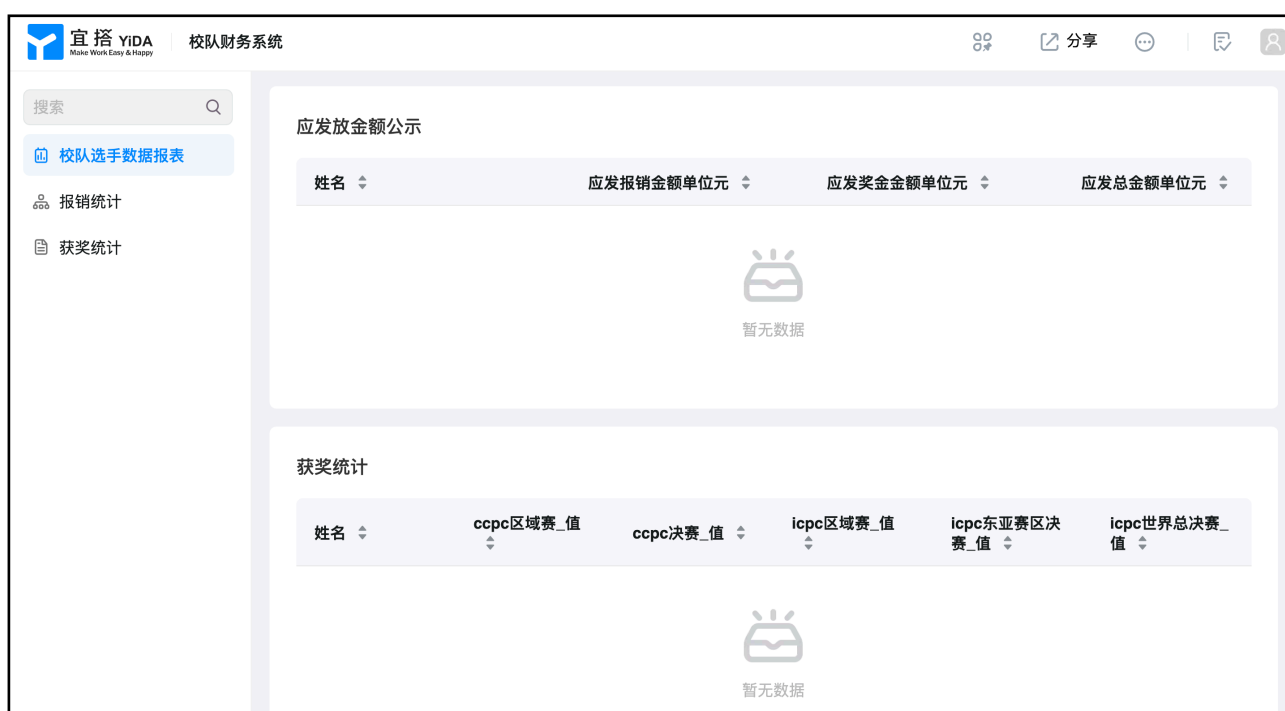 宜搭 YiDA
Make Work Easy & Happy
校队财务系统
分享
搜索
校队选手数据报表
报销统计
获奖统计
应发放金额公示
姓名
应发报销金额单位元
应发奖金金额单位元
应发总金额单位元
暂无数据
获奖统计
姓名
ccpc区域赛_值
ccpc决赛_值
icpc区域赛_值
icpc东亚赛区决
赛_值
icpc世界总决赛_
值
暂无数据